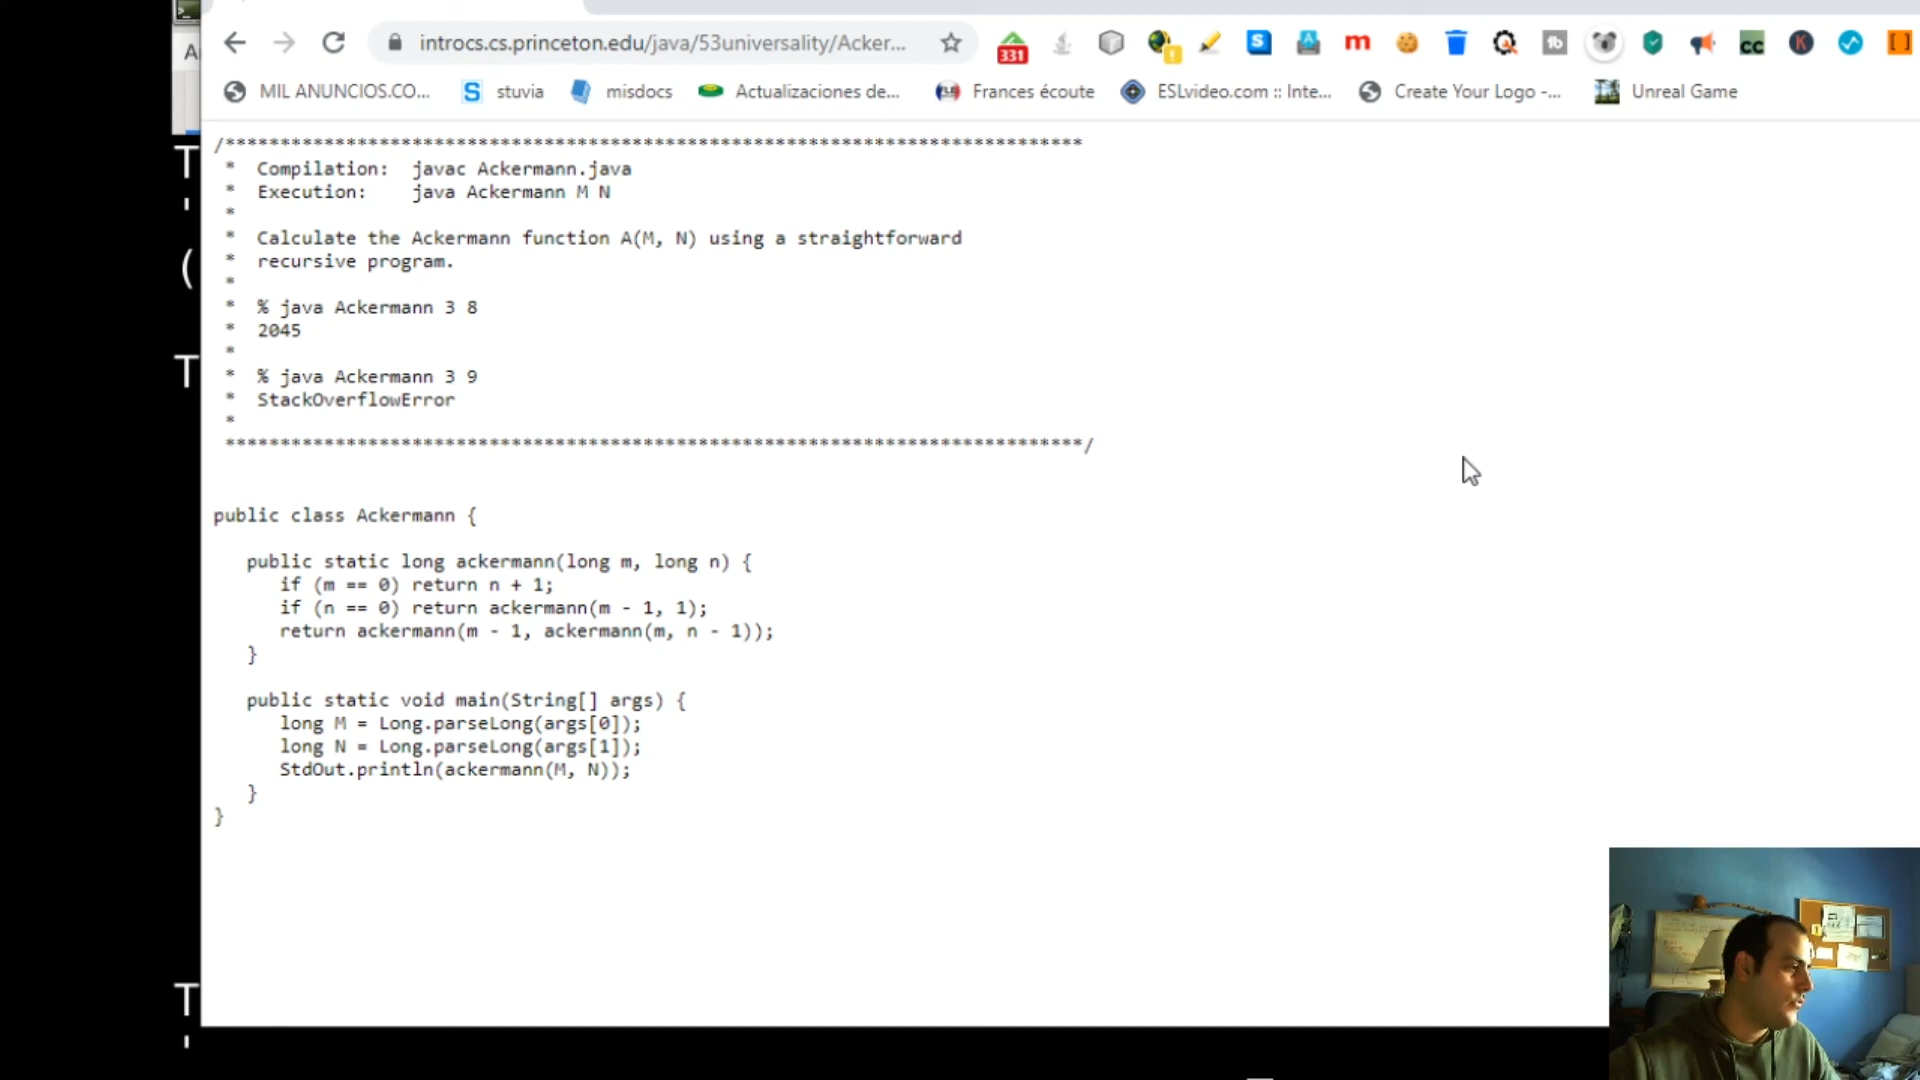 A
introcs.cs.princeton.edu/java/53universality/Acker...
331
S
A
m
tb
cc
K
[ ]
MIL ANUNCIOS.CO...
S stuvia
misdocs
Actualizaciones de...
Frances écoute
ESLvideo.com :: Inte...
Create Your Logo -...
Unreal Game
/******************************************************************************
 *  Compilation:  javac Ackermann.java
 *  Execution:    java Ackermann M N
 *
 *  Calculate the Ackermann function A(M, N) using a straightforward
 *  recursive program.
 *
 *  % java Ackermann 3 8
 *  2045
 *
 *  % java Ackermann 3 9
 *  StackOverflowError
 *
 ******************************************************************************/
public class Ackermann {
   public static long ackermann(long m, long n) {
      if (m == 0) return n + 1;
      if (n == 0) return ackermann(m - 1, 1);
      return ackermann(m - 1, ackermann(m, n - 1));
   }
   public static void main(String[] args) {
      long M = Long.parseLong(args[0]);
      long N = Long.parseLong(args[1]);
      StdOut.println(ackermann(M, N));
   }
}
T
'
(
T
T
'